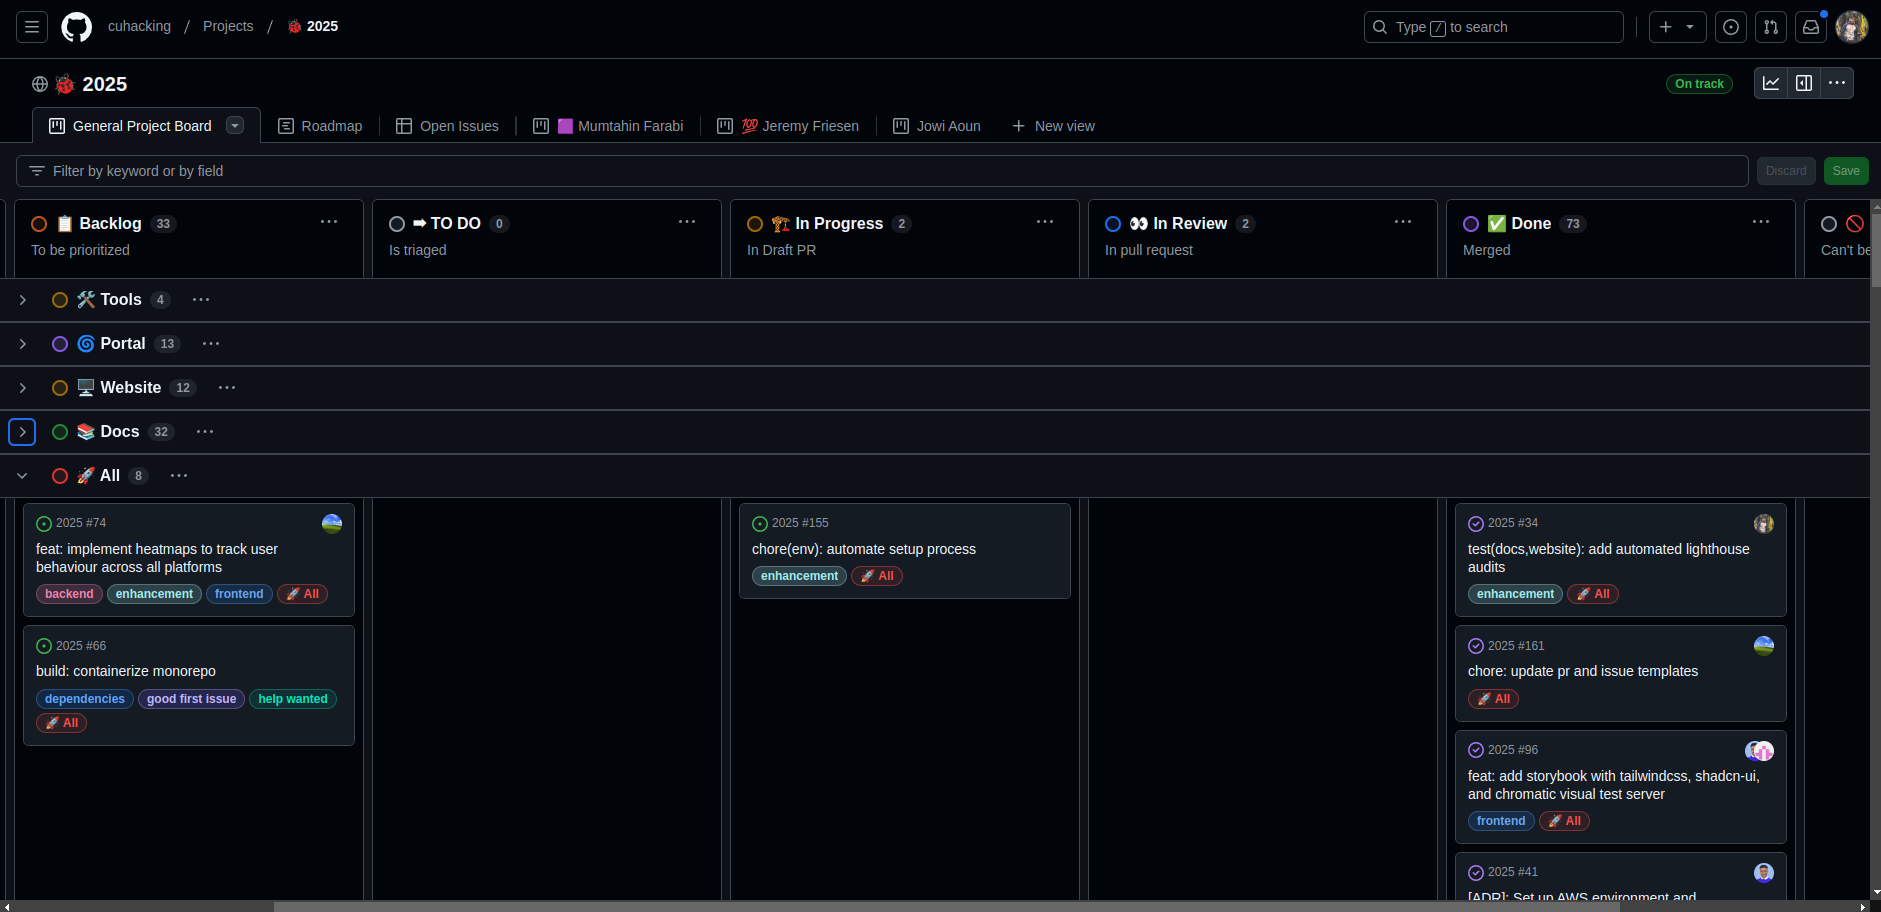 cuhacking / Projects / 🐞 2025
Type / to search
🐞 2025
On track
General Project Board
Roadmap
Open Issues
🟪 Mumtahin Farabi
💯 Jeremy Friesen
Jowi Aoun
New view
Filter by keyword or by field
Discard
Save
📋 Backlog 33
To be prioritized
➡ TO DO 0
Is triaged
🏗 In Progress 2
In Draft PR
👀 In Review 2
In pull request
✅ Done 73
Merged
🚫
Can't be
🛠 Tools 4
🌀 Portal 13
🖥 Website 12
📚 Docs 32
🚀 All 8
2025 #74
feat: implement heatmaps to track user
behaviour across all platforms
backend enhancement frontend 🚀 All
2025 #66
build: containerize monorepo
dependencies good first issue help wanted
🚀 All
2025 #155
chore(env): automate setup process
enhancement 🚀 All
2025 #34
test(docs,website): add automated lighthouse
audits
enhancement 🚀 All
2025 #161
chore: update pr and issue templates
🚀 All
2025 #96
feat: add storybook with tailwindcss, shadcn-ui,
and chromatic visual test server
frontend 🚀 All
2025 #41
[ADR]: Set up AWS environment and